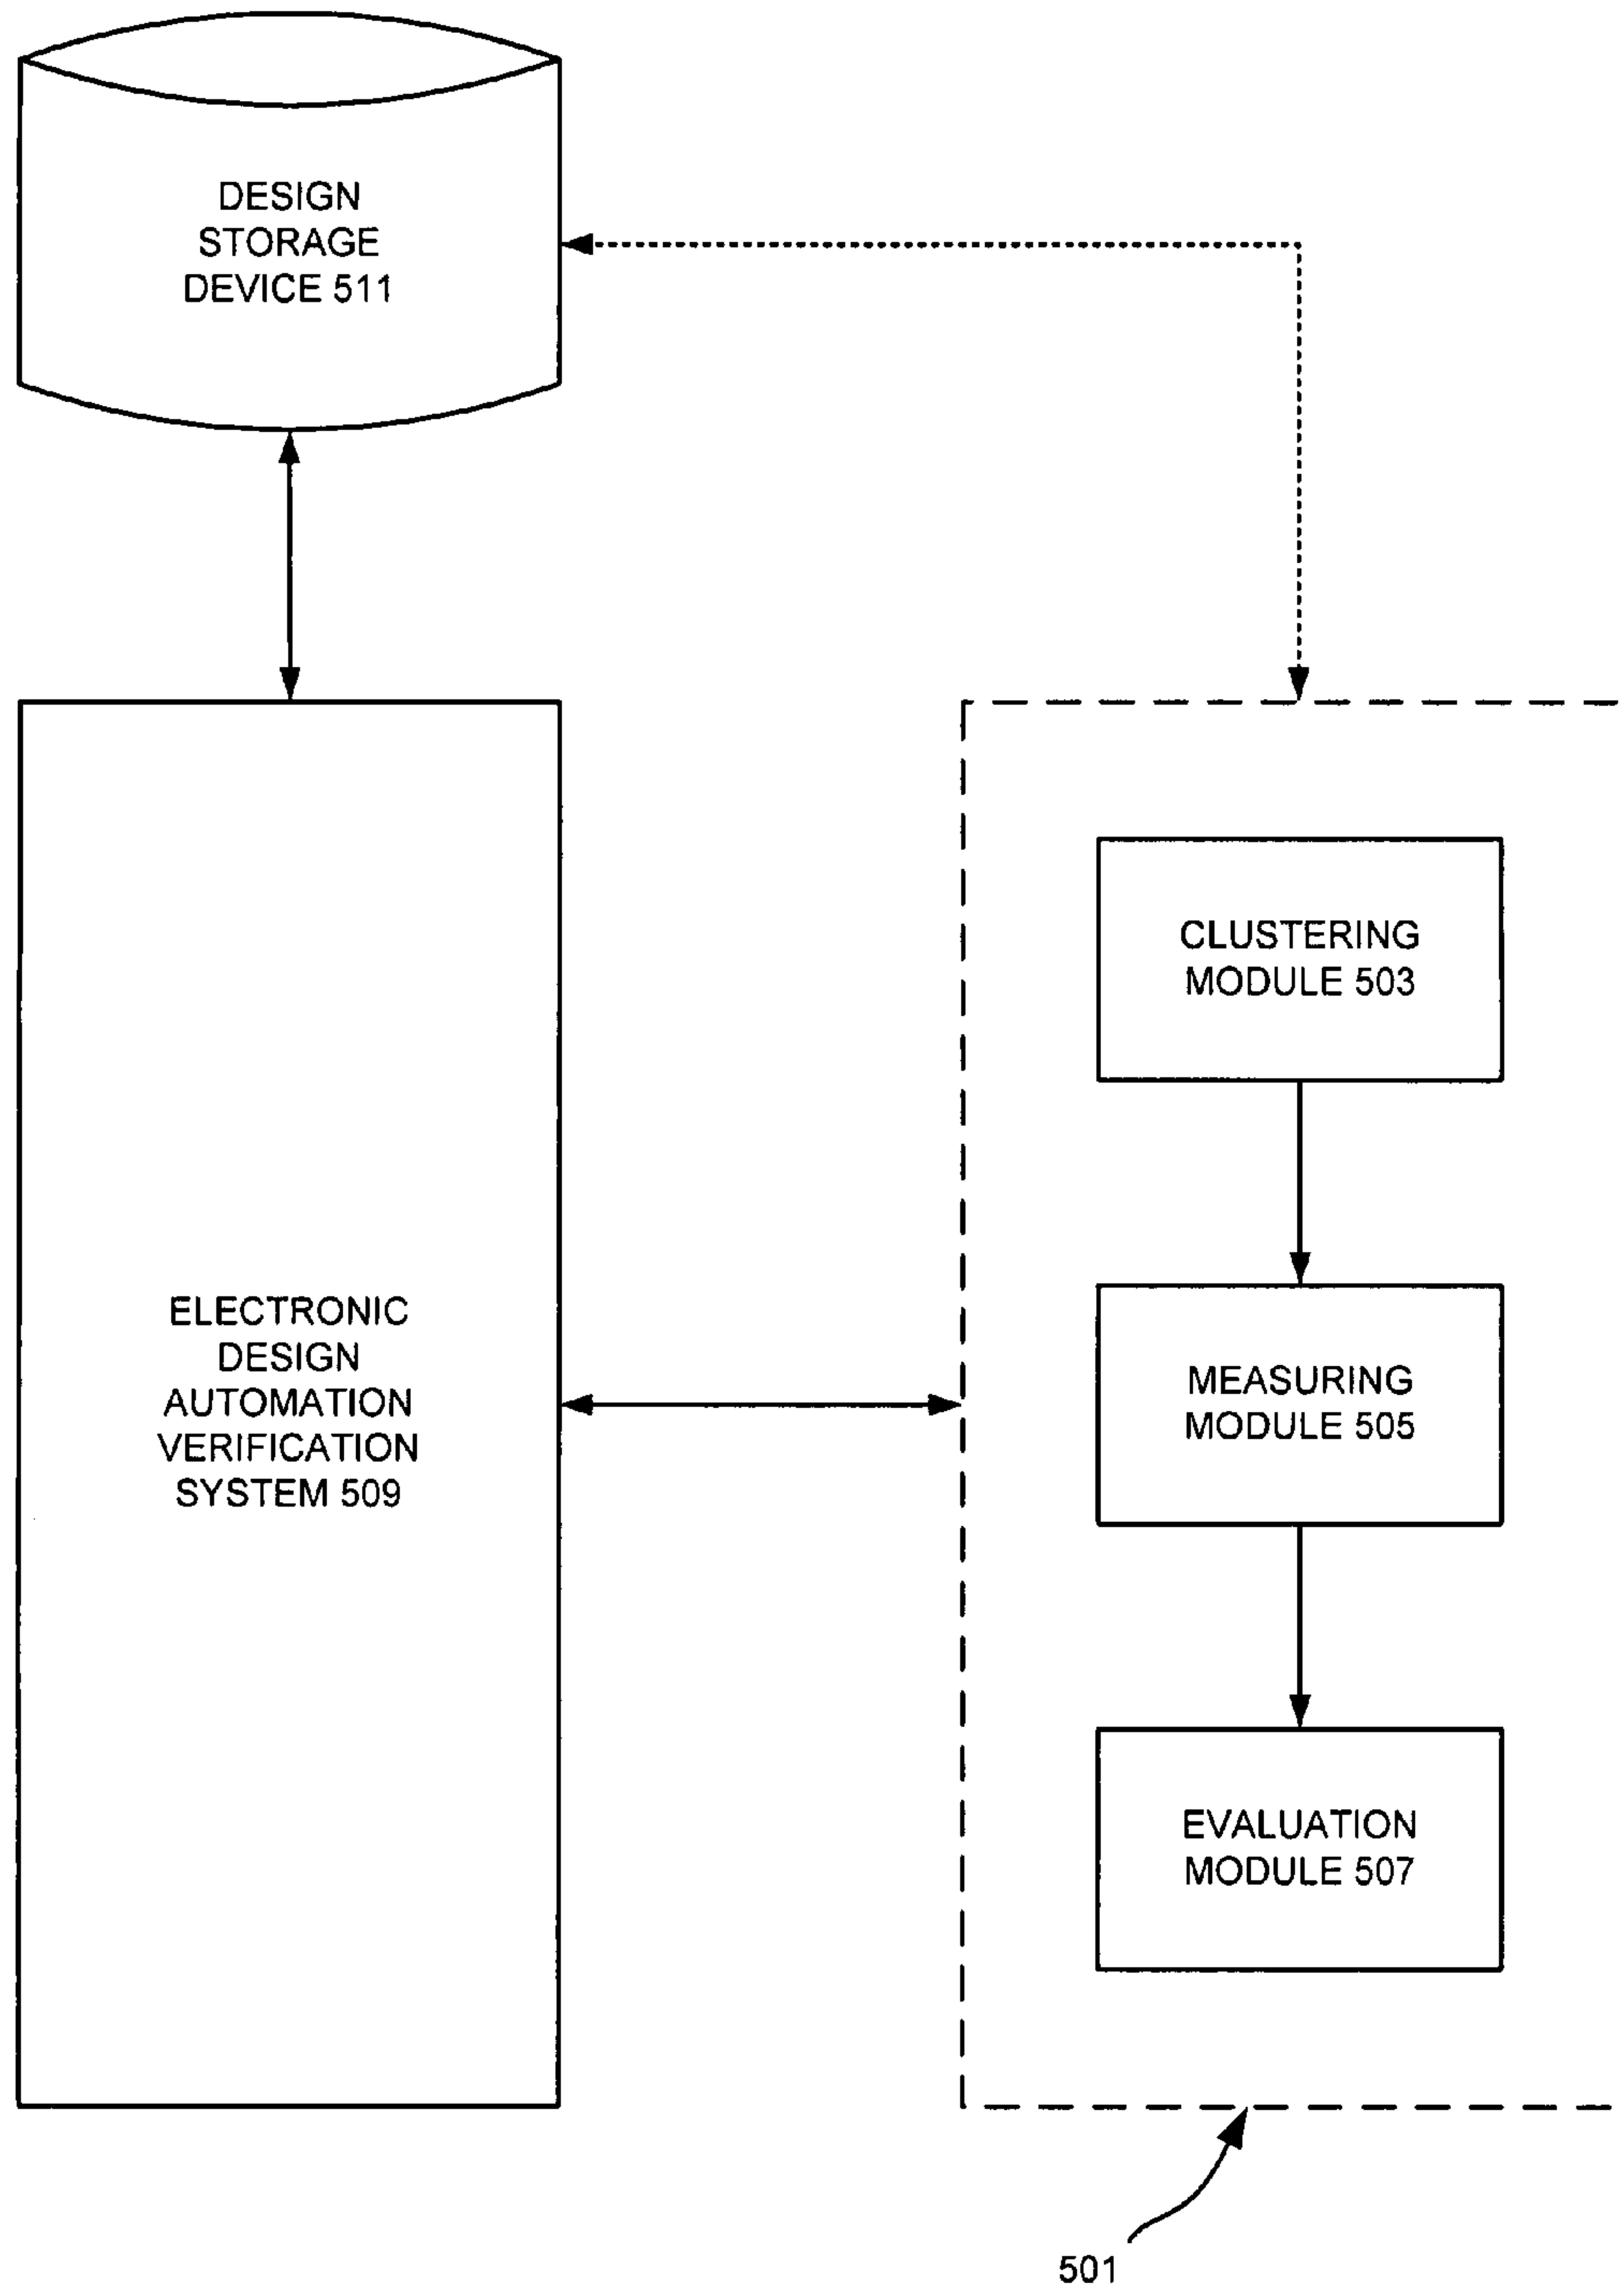 DESIGN
STORAGE
DEVICE 511
CLUSTERING
MODULE 503
ELECTRONIC
DESIGN
AUTOMATION
VERIFICATION
SYSTEM 509
MEASURING
MODULE 505
EVALUATION
MODULE 507
501